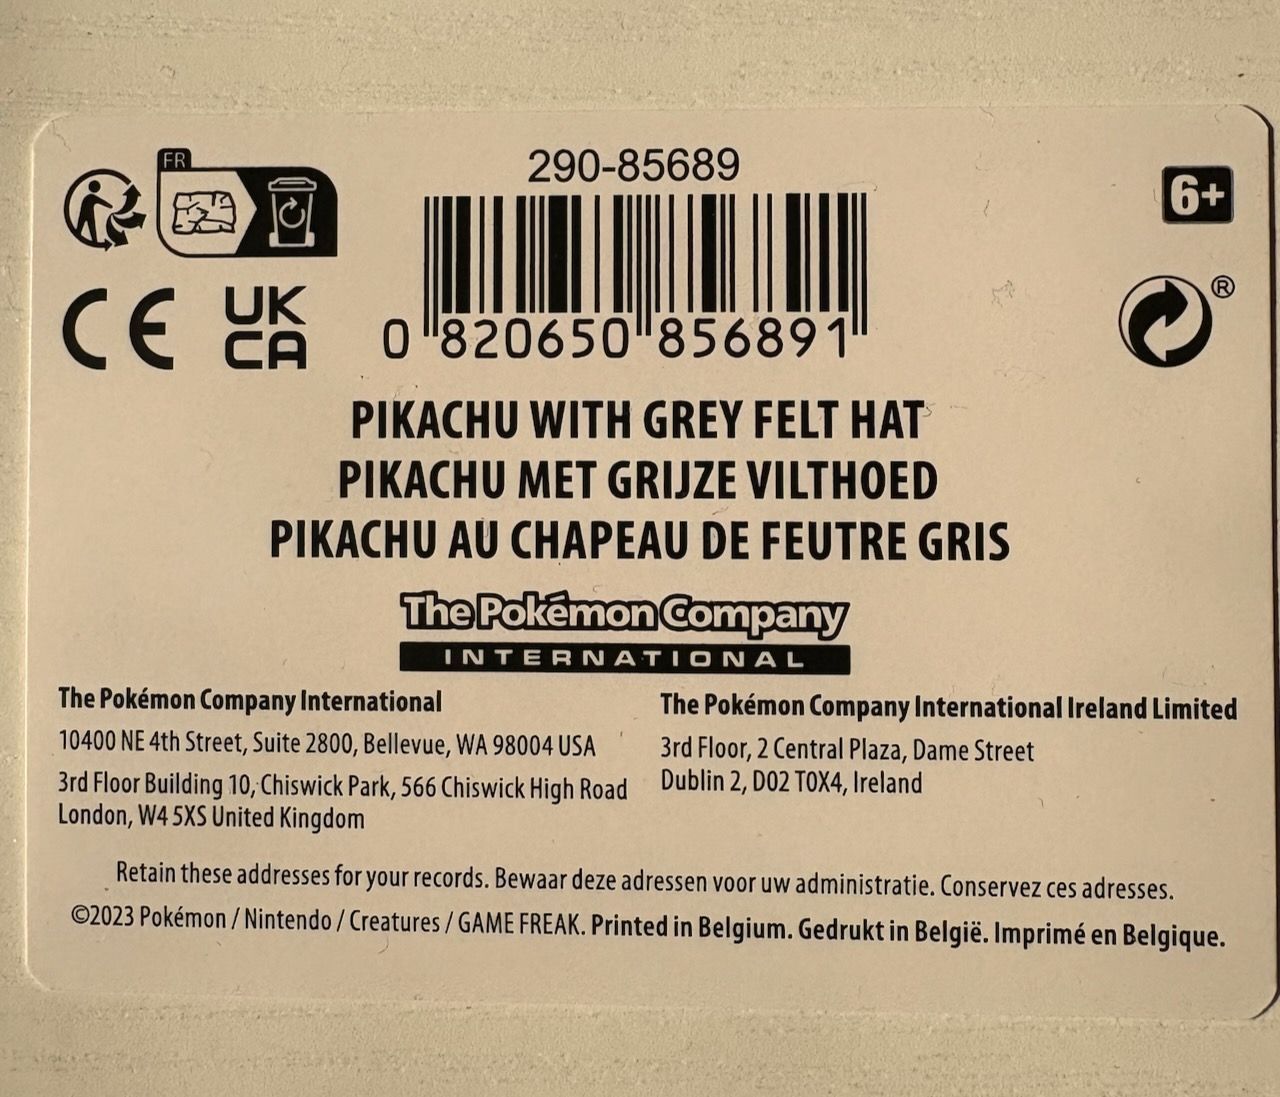 FR
290-85689
6+
CE
UK
CA
®
0 820650 856891
PIKACHU WITH GREY FELT HAT
PIKACHU MET GRIJZE VILTHOED
PIKACHU AU CHAPEAU DE FEUTRE GRIS
The Pokémon Company
INTERNATIONAL
The Pokémon Company International
10400 NE 4th Street, Suite 2800, Bellevue, WA 98004 USA
3rd Floor Building 10, Chiswick Park, 566 Chiswick High Road
London, W4 5XS United Kingdom
The Pokémon Company International Ireland Limited
3rd Floor, 2 Central Plaza, Dame Street
Dublin 2, D02 T0X4, Ireland
Retain these addresses for your records. Bewaar deze adressen voor uw administratie. Conservez ces adresses.
©2023 Pokémon / Nintendo / Creatures / GAME FREAK. Printed in Belgium. Gedrukt in België. Imprimé en Belgique.